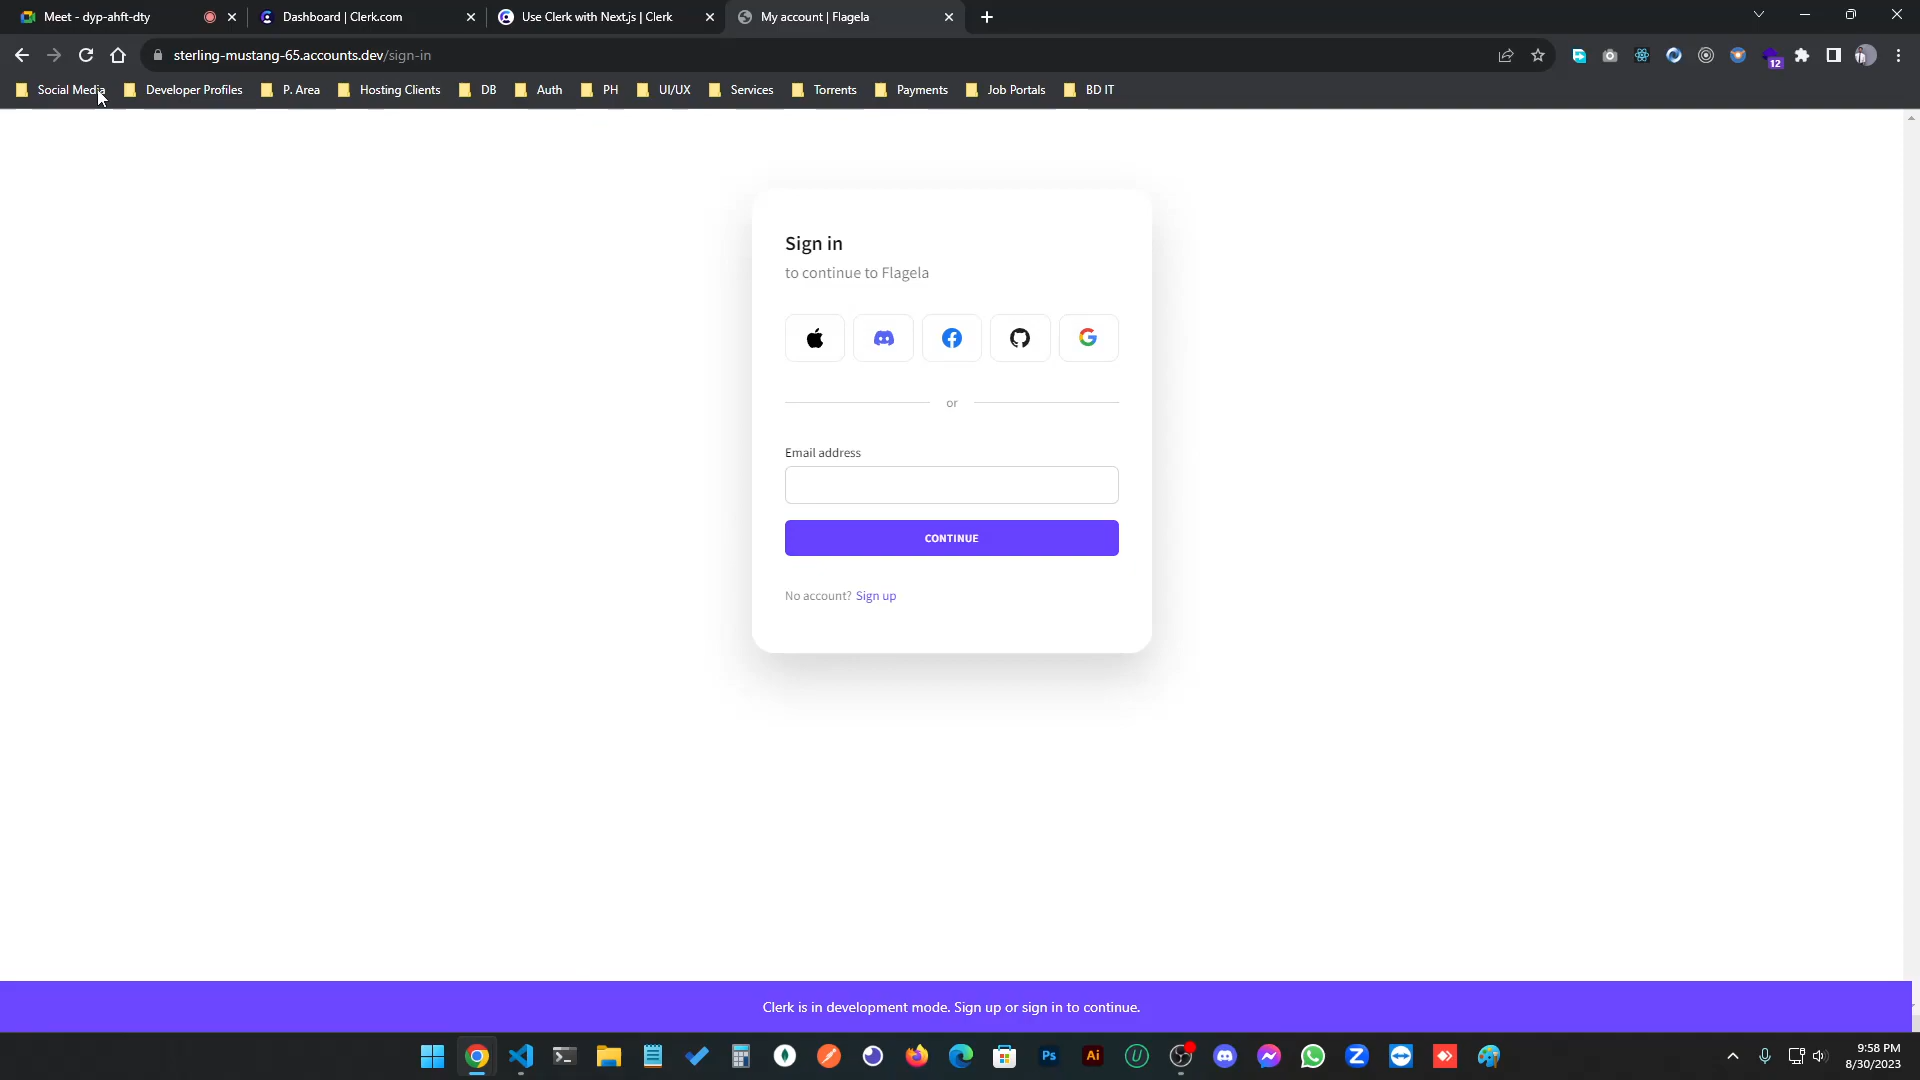 Meet - dyp-ahft-dty
Dashboard | Clerk.com
Use Clerk with Next.js | Clerk
My account | Flagela
sterling-mustang-65.accounts.dev/sign-in
12
Social Media
Developer Profiles
P. Area
Hosting Clients
DB
Auth
PH
UI/UX
Services
Torrents
Payments
Job Portals
BD IT
Sign in
to continue to Flagela
or
Email address
CONTINUE
No account? Sign up
Clerk is in development mode. Sign up or sign in to continue.
Ps
Ai
9:58 PM
8/30/2023